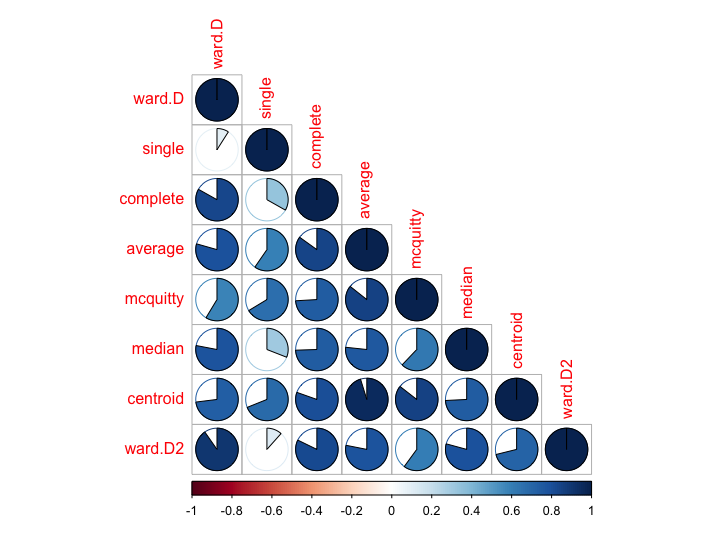 ward.D
single
complete
average
mcquitty
median
centroid
ward.D2
ward.D
single
complete
average
mcquitty
median
centroid
ward.D2
-1 -0.8 -0.6 -0.4 -0.2 0 0.2 0.4 0.6 0.8 1